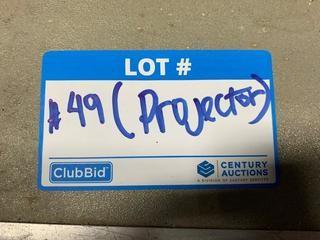 LOT #
#49 (Projector)
ClubBid
CENTURY
AUCTIONS
A DIVISION OF CENTURY SERVICES